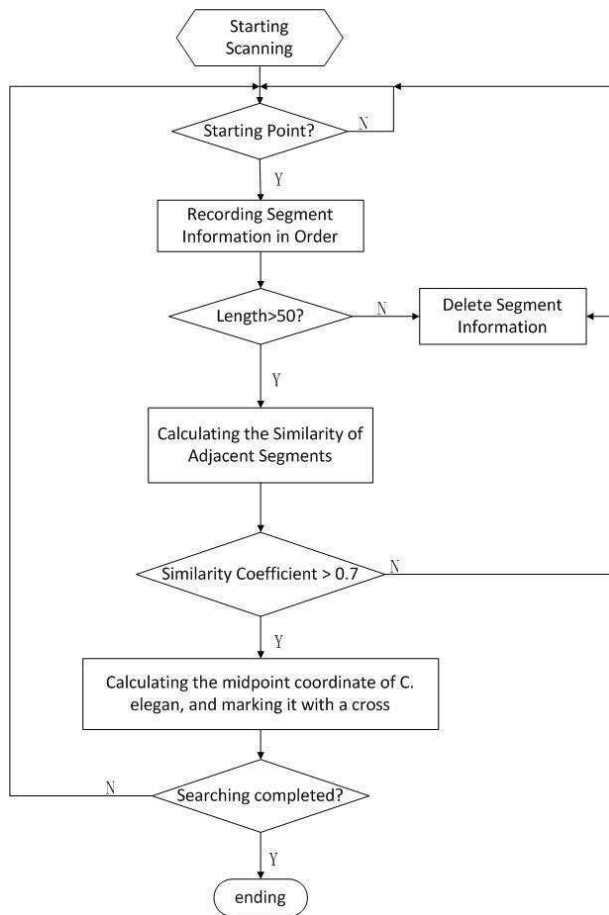 Starting
Scanning
Starting Point?
N
Y
Recording Segment
Information in Order
Length>50?
N
Delete Segment
Information
Y
Calculating the Similarity of
Adjacent Segments
Similarity Coefficient > 0.7
N
Y
Calculating the midpoint coordinate of C.
elegan, and marking it with a cross
N
Searching completed?
Y
ending